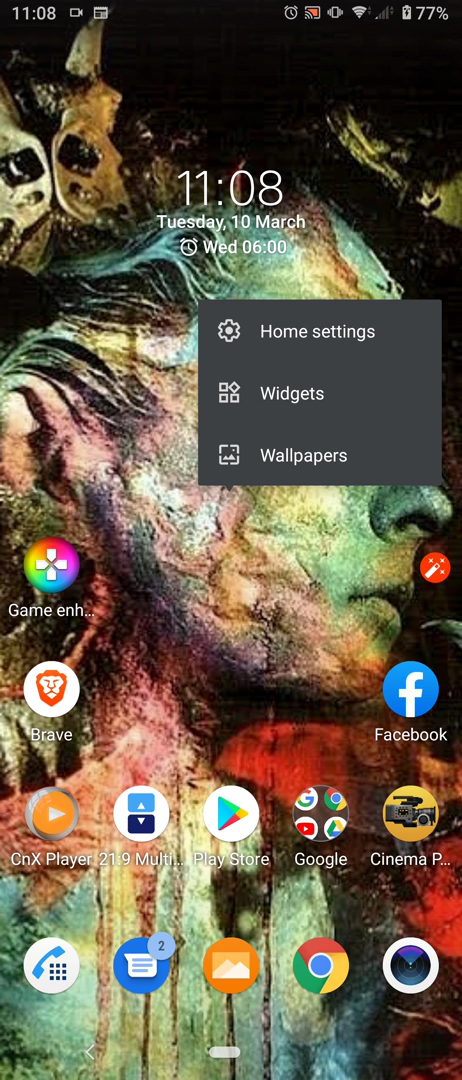 11:08
77%
11:08
Tuesday, 10 March
Wed 06:00
Home settings
Widgets
Wallpapers
Game enh...
Brave
Facebook
CnX Player
21:9 Multi...
Play Store
Google
Cinema P...
2